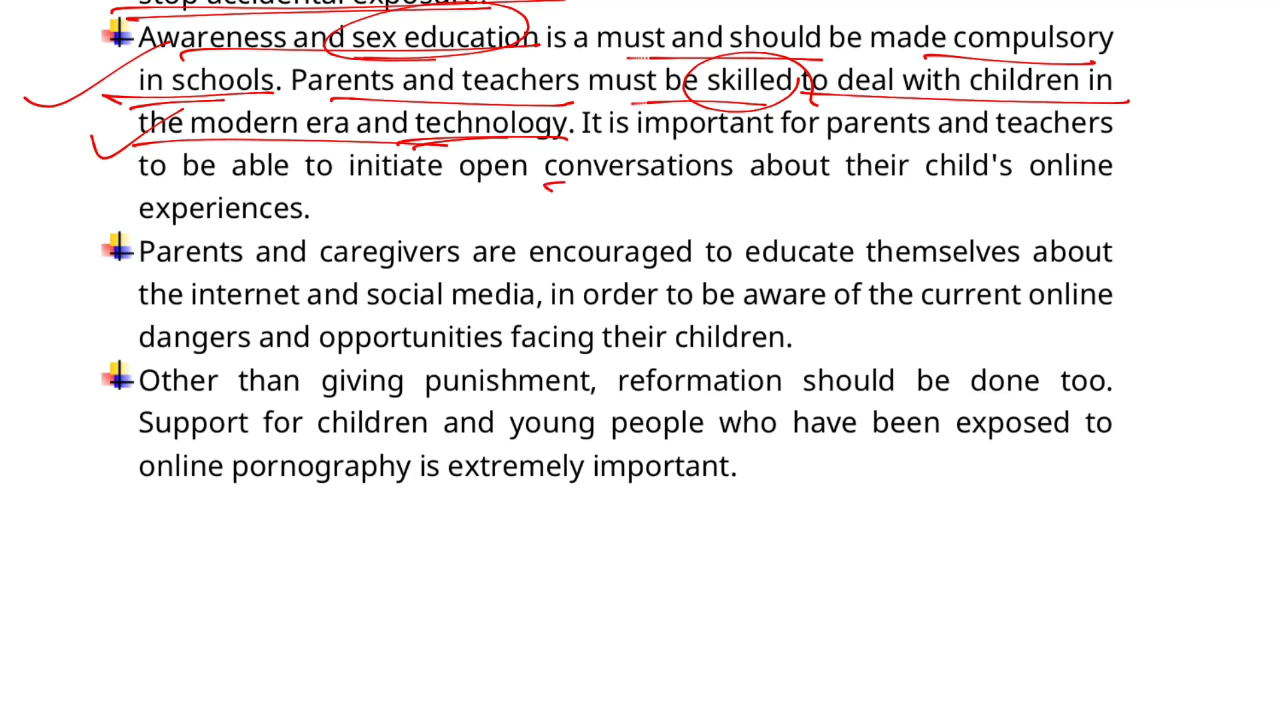 stop accidental exposure.
Awareness and sex education is a must and should be made compulsory
in schools. Parents and teachers must be skilled to deal with children in
the modern era and technology. It is important for parents and teachers
to be able to initiate open conversations about their child's online
experiences.
Parents and caregivers are encouraged to educate themselves about
the internet and social media, in order to be aware of the current online
dangers and opportunities facing their children.
Other than giving punishment, reformation should be done too.
Support for children and young people who have been exposed to
online pornography is extremely important.